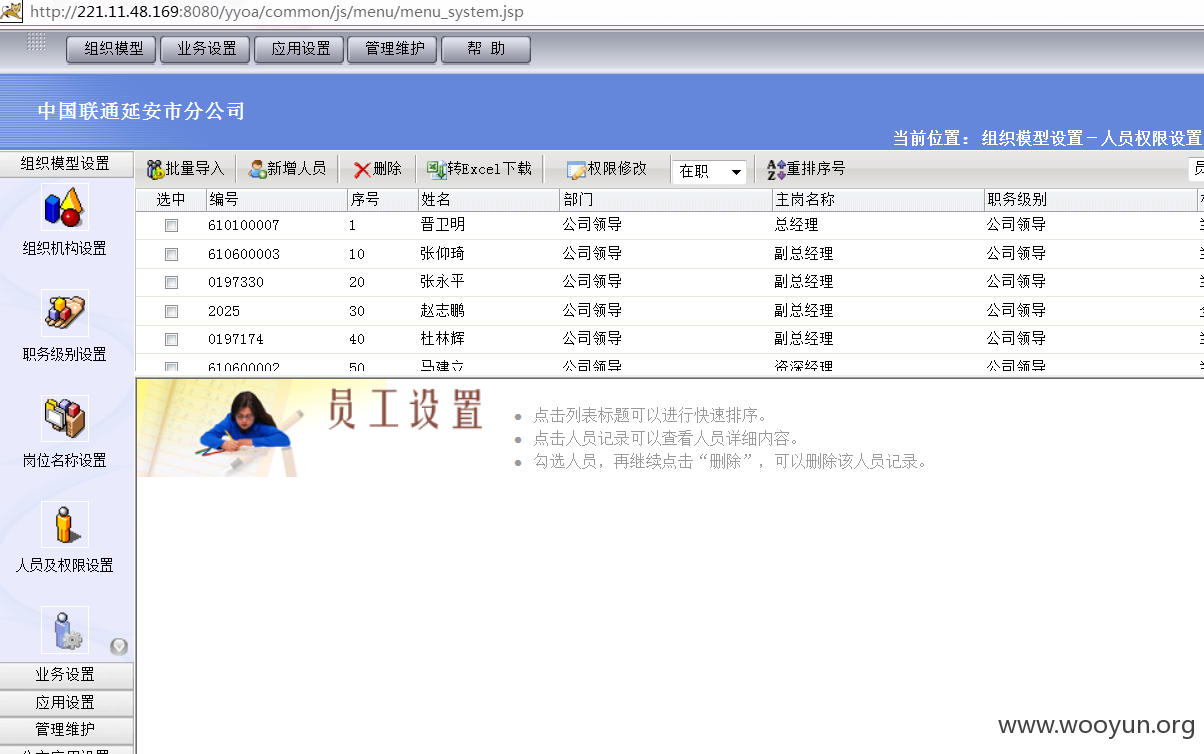 http://221.11.48.169:8080/yyoa/common/js/menu/menu_system.jsp
组织模型 业务设置 应用设置 管理维护 帮 助
中国联通延安市分公司
当前位置： 组织模型设置－人员权限设置
组织模型设置
批量导入 新增人员 删除 转Excel下载 权限修改 在职 重排序号
选中 编号 序号 姓名 部门 主岗名称 职务级别
610100007 1 晋卫明 公司领导 总经理 公司领导
610600003 10 张仰琦 公司领导 副总经理 公司领导
0197330 20 张永平 公司领导 副总经理 公司领导
2025 30 赵志鹏 公司领导 副总经理 公司领导
0197174 40 杜林辉 公司领导 副总经理 公司领导
610600002 50 马建立 公司领导 资深经理 公司领导
组织机构设置
职务级别设置
岗位名称设置
人员及权限设置
业务设置
应用设置
管理维护
员工设置
点击列表标题可以进行快速排序。
点击人员记录可以查看人员详细内容。
勾选人员，再继续点击“删除”，可以删除该人员记录。
www.wooyun.org